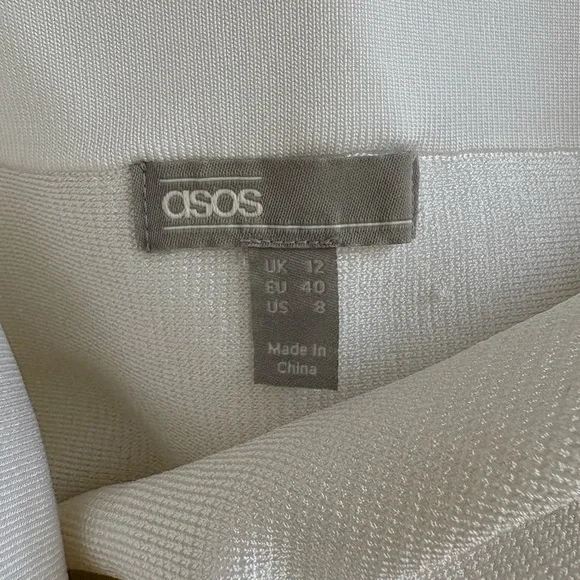 asos
UK 12
EU 40
US 8
Made In
China